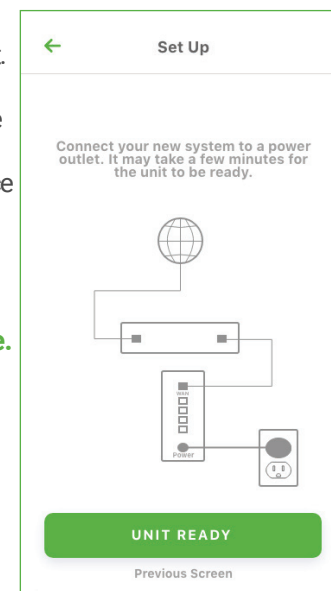 Set Up
Connect your new system to a power
outlet. It may take a few minutes for
the unit to be ready.
WAN
Power
UNIT READY
Previous Screen